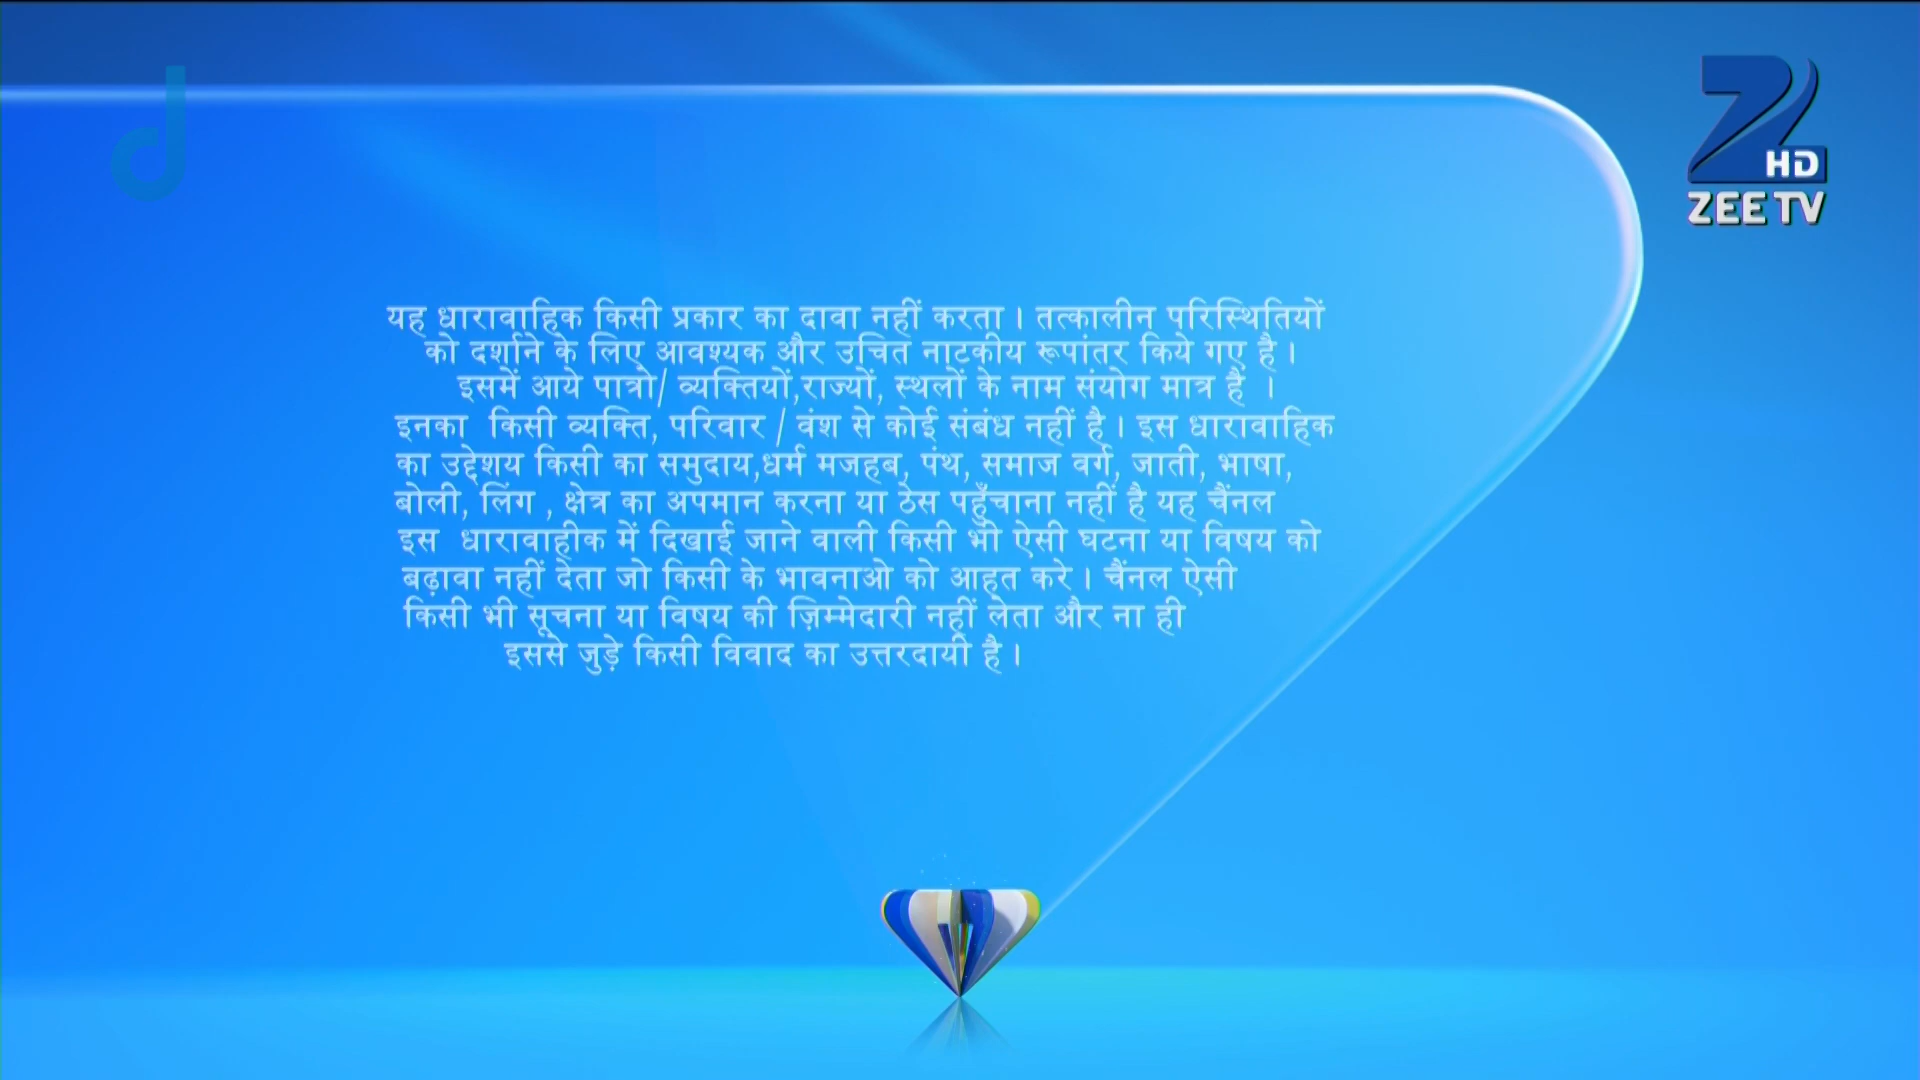 HD
ZEE TV
यह धारावाहिक किसी प्रकार का दावा नहीं करता । तत्कालीन परिस्थितियों
को दर्शाने के लिए आवश्यक और उचित नाटकीय रूपांतर किये गए है ।
इसमें आये पात्रो/ व्यक्तियों,राज्यों, स्थलों के नाम संयोग मात्र हैं ।
इनका किसी व्यक्ति, परिवार / वंश से कोई संबंध नहीं है । इस धारावाहिक
का उद्देशय किसी का समुदाय,धर्म मजहब, पंथ, समाज वर्ग, जाती, भाषा,
बोली, लिंग , क्षेत्र का अपमान करना या ठेस पहुँचाना नहीं है यह चैंनल
इस धारावाहीक में दिखाई जाने वाली किसी भी ऐसी घटना या विषय को
बढ़ावा नहीं देता जो किसी के भावनाओ को आहत करे । चैंनल ऐसी
किसी भी सूचना या विषय की ज़िम्मेदारी नहीं लेता और ना ही
इससे जुड़े किसी विवाद का उत्तरदायी है ।